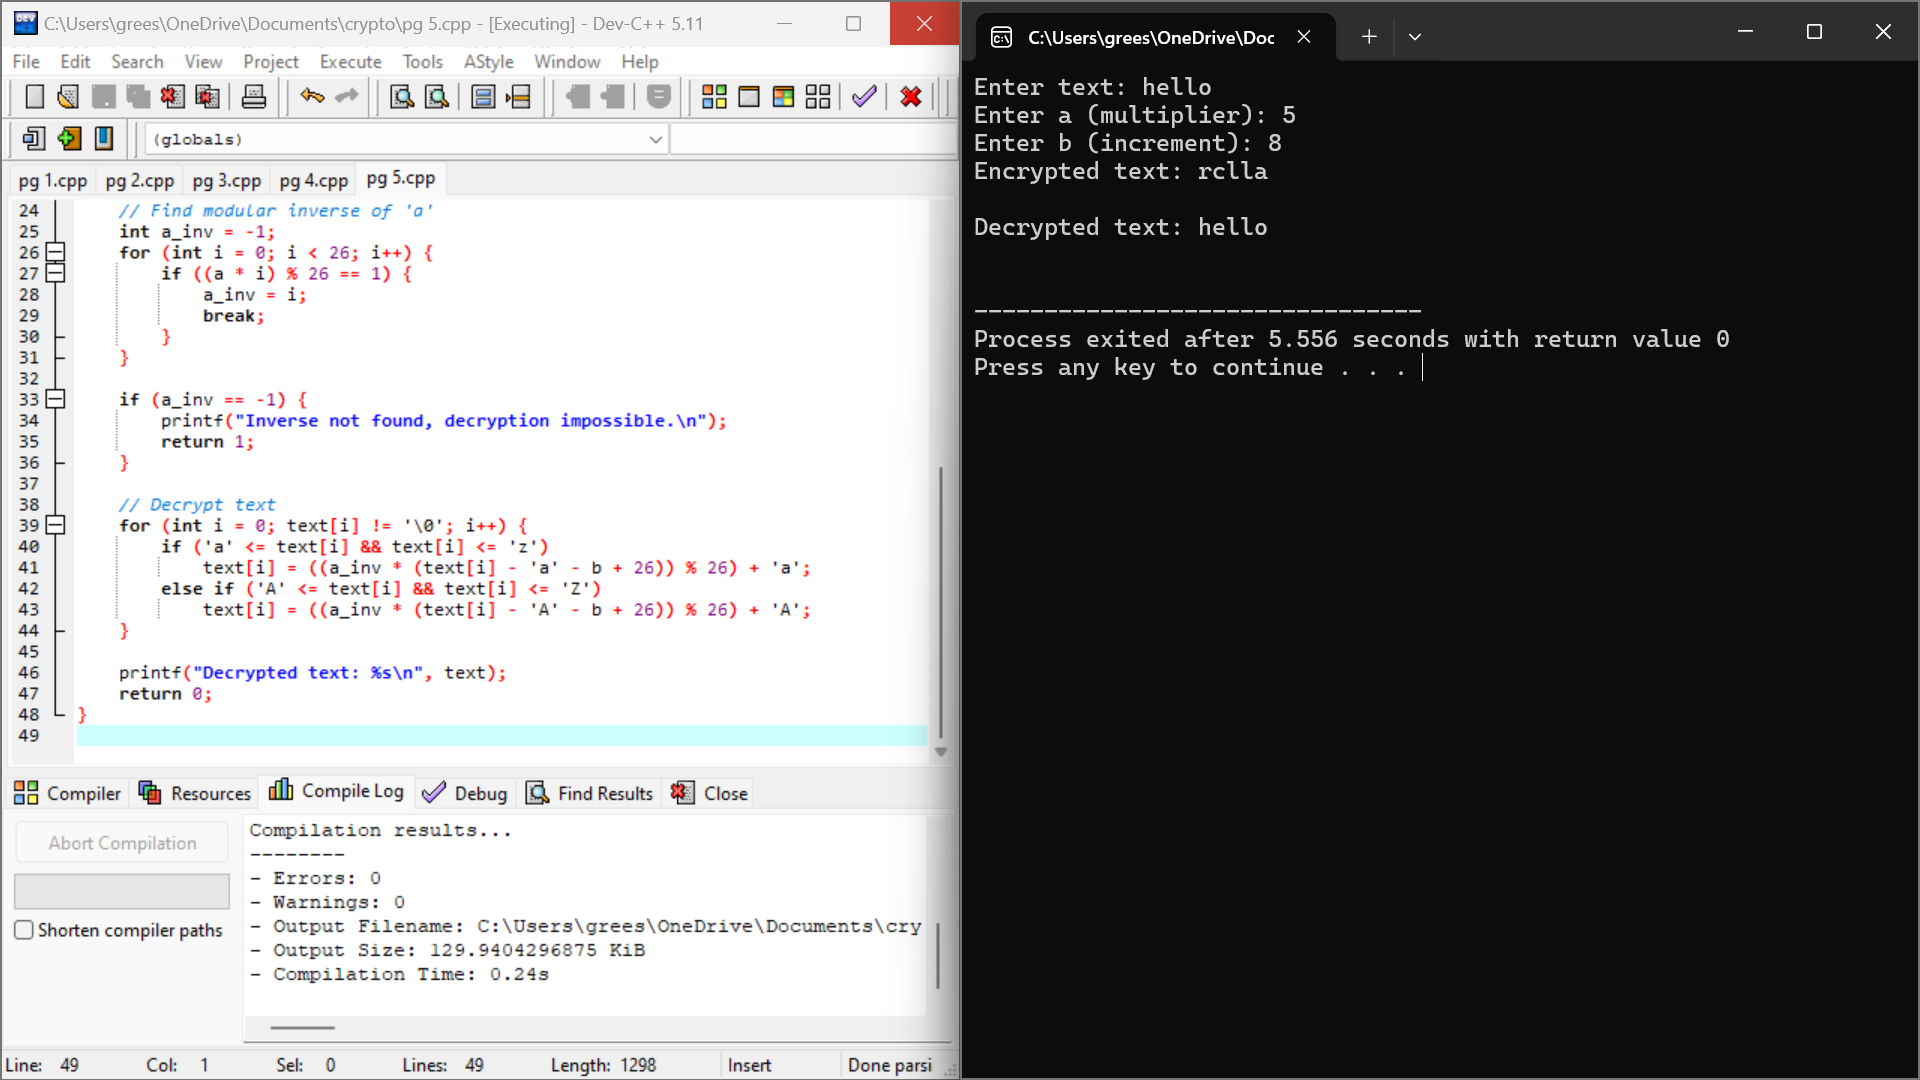 C:\Users\grees\OneDrive\Documents\crypto\pg 5.cpp - [Executing] - Dev-C++ 5.11
File Edit Search View Project Execute Tools AStyle Window Help
(globals)
pg 1.cpp pg 2.cpp pg 3.cpp pg 4.cpp pg 5.cpp
24 // Find modular inverse of 'a'
25 int a_inv = -1;
26 for (int i = 0; i < 26; i++) {
27 if ((a * i) % 26 == 1) {
28 a_inv = i;
29 break;
30 }
31 }
32
33 if (a_inv == -1) {
34 printf("Inverse not found, decryption impossible.\n");
35 return 1;
36 }
37
38 // Decrypt text
39 for (int i = 0; text[i] != '\0'; i++) {
40 if ('a' <= text[i] && text[i] <= 'z')
41 text[i] = ((a_inv * (text[i] - 'a' - b + 26)) % 26) + 'a';
42 else if ('A' <= text[i] && text[i] <= 'Z')
43 text[i] = ((a_inv * (text[i] - 'A' - b + 26)) % 26) + 'A';
44 }
45
46 printf("Decrypted text: %s\n", text);
47 return 0;
48 }
49
Compiler Resources Compile Log Debug Find Results Close
Abort Compilation
Shorten compiler paths
Compilation results...
--------
- Errors: 0
- Warnings: 0
- Output Filename: C:\Users\grees\OneDrive\Documents\cry
- Output Size: 129.9404296875 KiB
- Compilation Time: 0.24s
Line: 49 Col: 1 Sel: 0 Lines: 49 Length: 1298 Insert Done parsi
C:\Users\grees\OneDrive\Doc
Enter text: hello
Enter a (multiplier): 5
Enter b (increment): 8
Encrypted text: rclla
Decrypted text: hello
--------------------------------
Process exited after 5.556 seconds with return value 0
Press any key to continue . . .